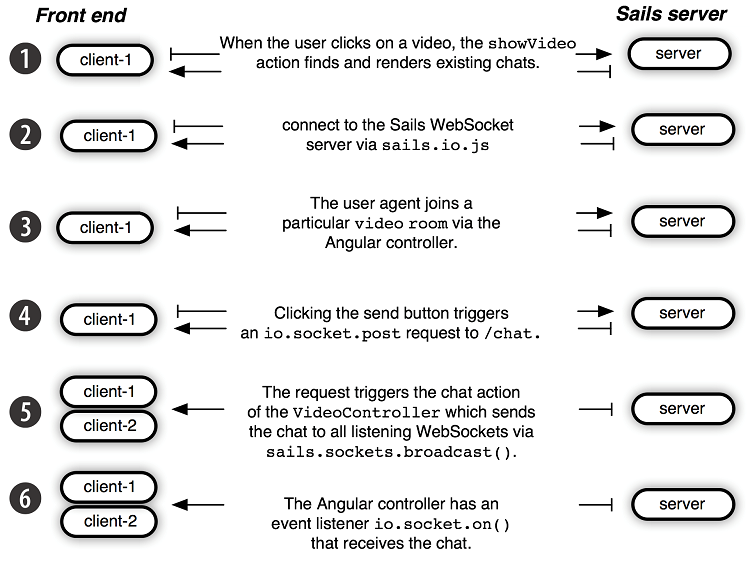 Front end
Sails server
1
client-1
When the user clicks on a video, the showVideo
action finds and renders existing chats.
server
2
client-1
connect to the Sails WebSocket
server via sails.io.js
server
3
client-1
The user agent joins a
particular video room via the
Angular controller.
server
4
client-1
Clicking the send button triggers
an io.socket.post request to /chat.
server
5
client-1
client-2
The request triggers the chat action
of the VideoController which sends
the chat to all listening WebSockets via
sails.sockets.broadcast().
server
6
client-1
client-2
The Angular controller has an
event listener io.socket.on()
that receives the chat.
server